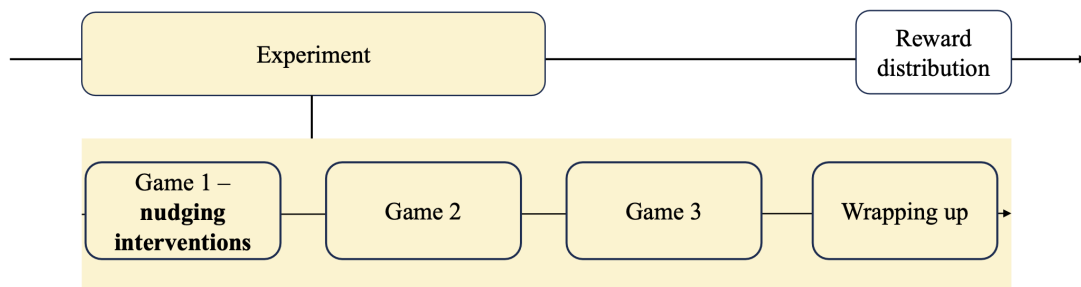 Experiment
Reward
distribution
Game 1 –
nudging
interventions
Game 2
Game 3
Wrapping up